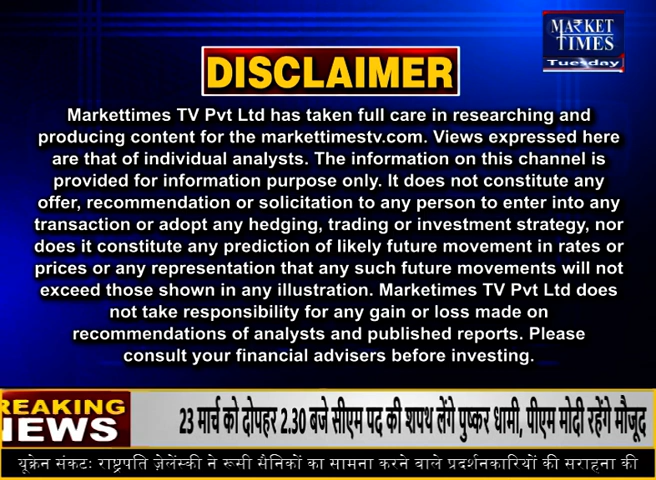 MARKET
TIMES
Tuesday
DISCLAIMER
Markettimes TV Pvt Ltd has taken full care in researching and
producing content for the markettimestv.com. Views expressed here
are that of individual analysts. The information on this channel is
provided for information purpose only. It does not constitute any
offer, recommendation or solicitation to any person to enter into any
transaction or adopt any hedging, trading or investment strategy, nor
does it constitute any prediction of likely future movement in rates or
prices or any representation that any such future movements will not
exceed those shown in any illustration. Marketimes TV Pvt Ltd does
not take responsibility for any gain or loss made on
recommendations of analysts and published reports. Please
consult your financial advisers before investing.
REAKING
NEWS
23 मार्च को दोपहर 2.30 बजे सीएम पद की शपथ लेंगे पुष्कर धामी, पीएम मोदी रहेंगे मौजूद
यूक्रेन संकट: राष्ट्रपति ज़ेलेंस्की ने रूसी सैनिकों का सामना करने वाले प्रदर्शनकारियों की सराहना की